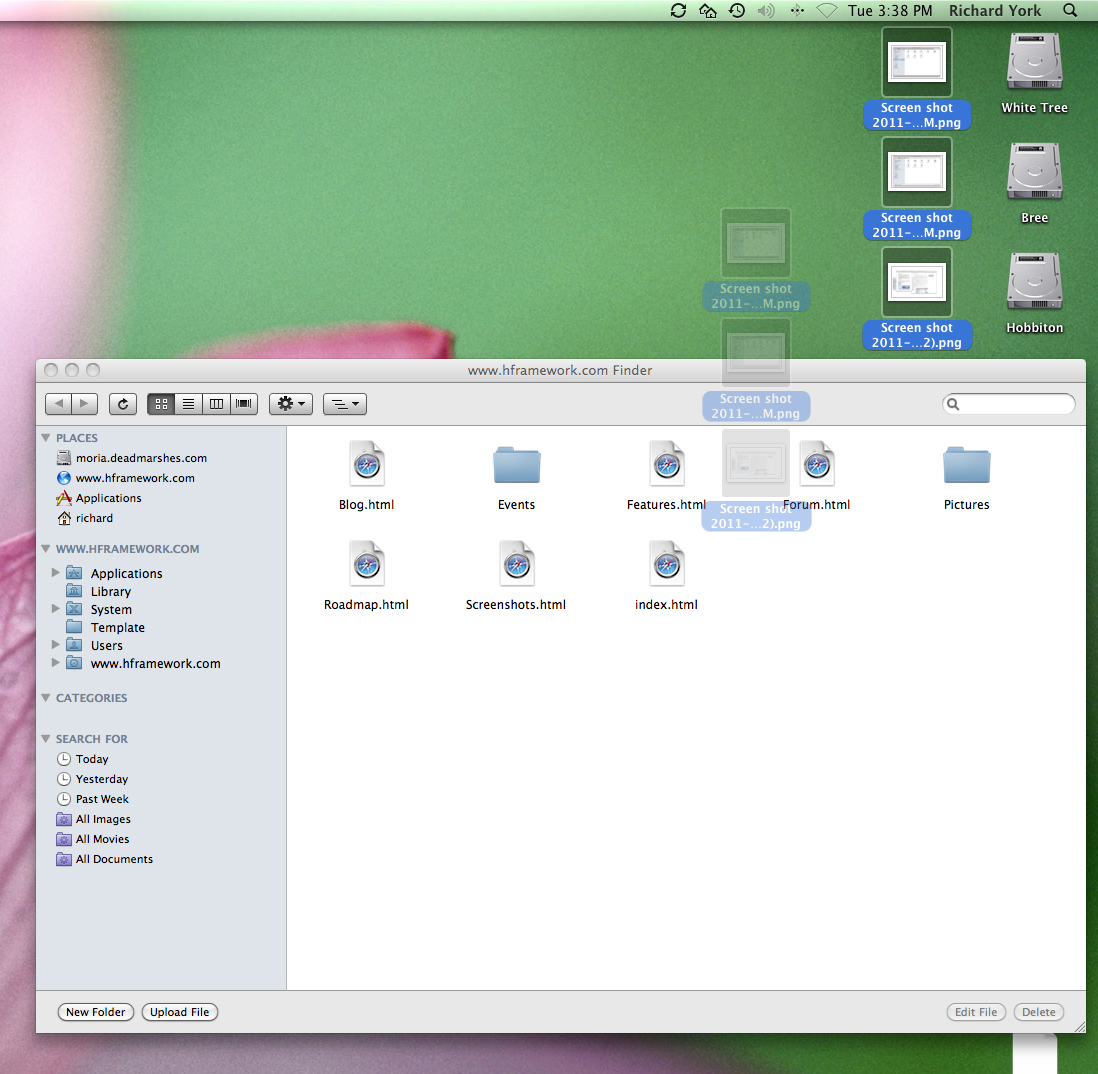 Tue 3:38 PM Richard York
Screen shot
2011-...M.png
White Tree
Screen shot
2011-...M.png
Bree
Screen shot
2011-...2).png
Hobbiton
Screen shot
2011-...M.png
Screen shot
2011-...M.png
Screen shot
2011-...2).png
www.hframework.com Finder
PLACES
moria.deadmarshes.com
www.hframework.com
Applications
richard
WWW.HFRAMEWORK.COM
Applications
Library
System
Template
Users
www.hframework.com
CATEGORIES
SEARCH FOR
Today
Yesterday
Past Week
All Images
All Movies
All Documents
Blog.html
Events
Features.html
Forum.html
Pictures
Roadmap.html
Screenshots.html
index.html
New Folder
Upload File
Edit File
Delete